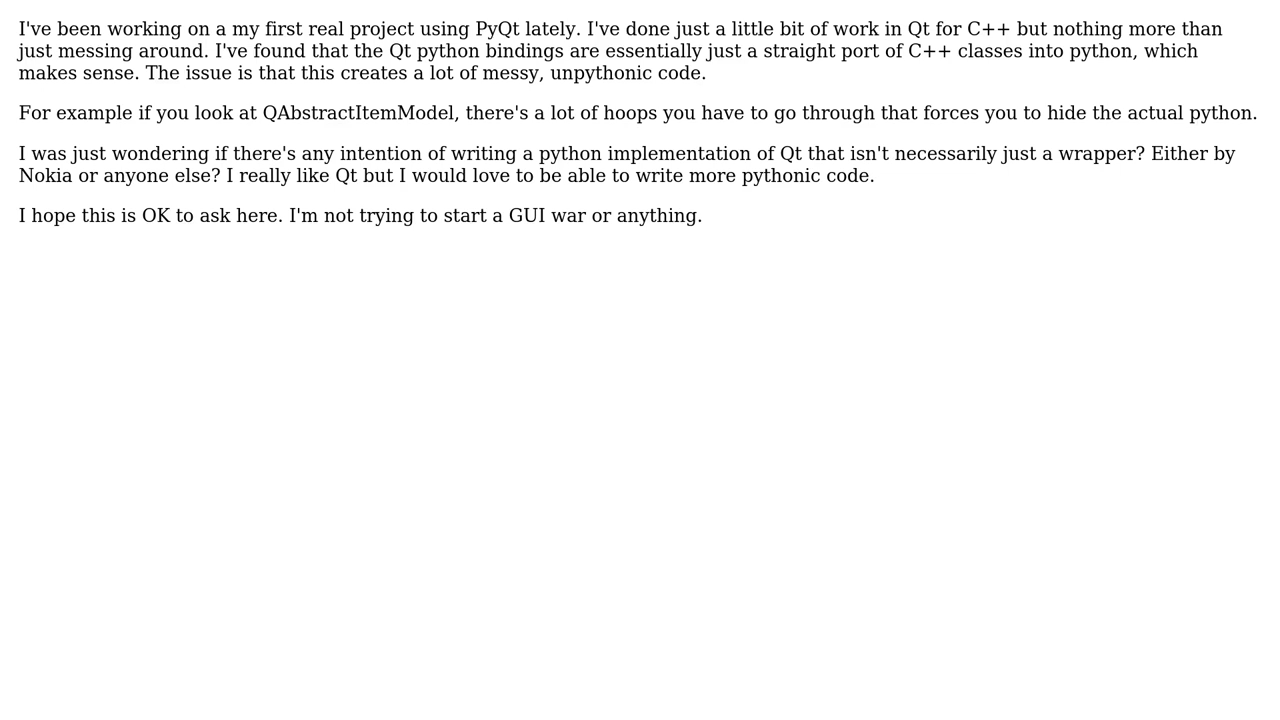 I've been working on a my first real project using PyQt lately. I've done just a little bit of work in Qt for C++ but nothing more than
just messing around. I've found that the Qt python bindings are essentially just a straight port of C++ classes into python, which
makes sense. The issue is that this creates a lot of messy, unpythonic code.
For example if you look at QAbstractItemModel, there's a lot of hoops you have to go through that forces you to hide the actual python.
I was just wondering if there's any intention of writing a python implementation of Qt that isn't necessarily just a wrapper? Either by
Nokia or anyone else? I really like Qt but I would love to be able to write more pythonic code.
I hope this is OK to ask here. I'm not trying to start a GUI war or anything.